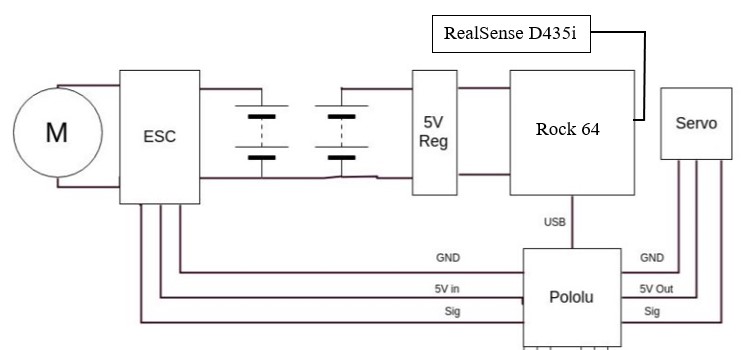 RealSense D435i
M
ESC
5V
Reg
Rock 64
Servo
USB
GND
GND
5V in
5V Out
Pololu
Sig
Sig